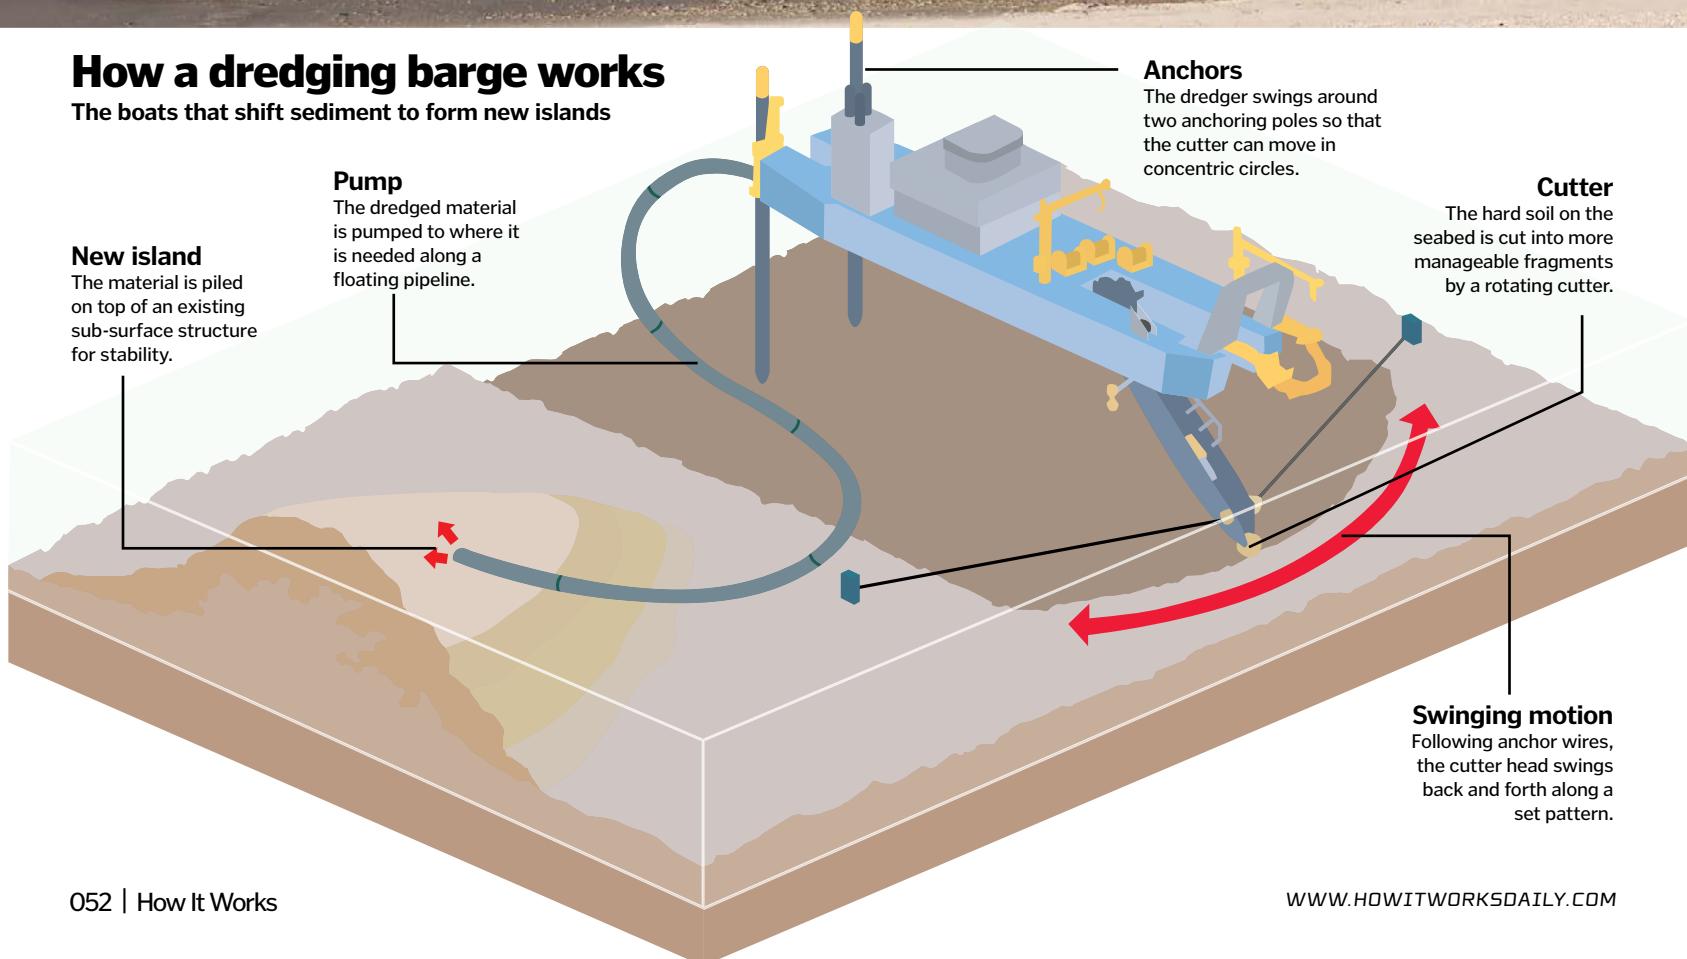 How a dredging barge works
The boats that shift sediment to form new islands
Anchors
The dredger swings around
two anchoring poles so that
the cutter can move in
concentric circles.
Pump
The dredged material
is pumped to where it
is needed along a
floating pipeline.
Cutter
The hard soil on the
seabed is cut into more
manageable fragments
by a rotating cutter.
New island
The material is piled
on top of an existing
sub-surface structure
for stability.
Swinging motion
Following anchor wires,
the cutter head swings
back and forth along a
set pattern.
052 | How It Works
WWW.HOWITWORKSDAILY.COM